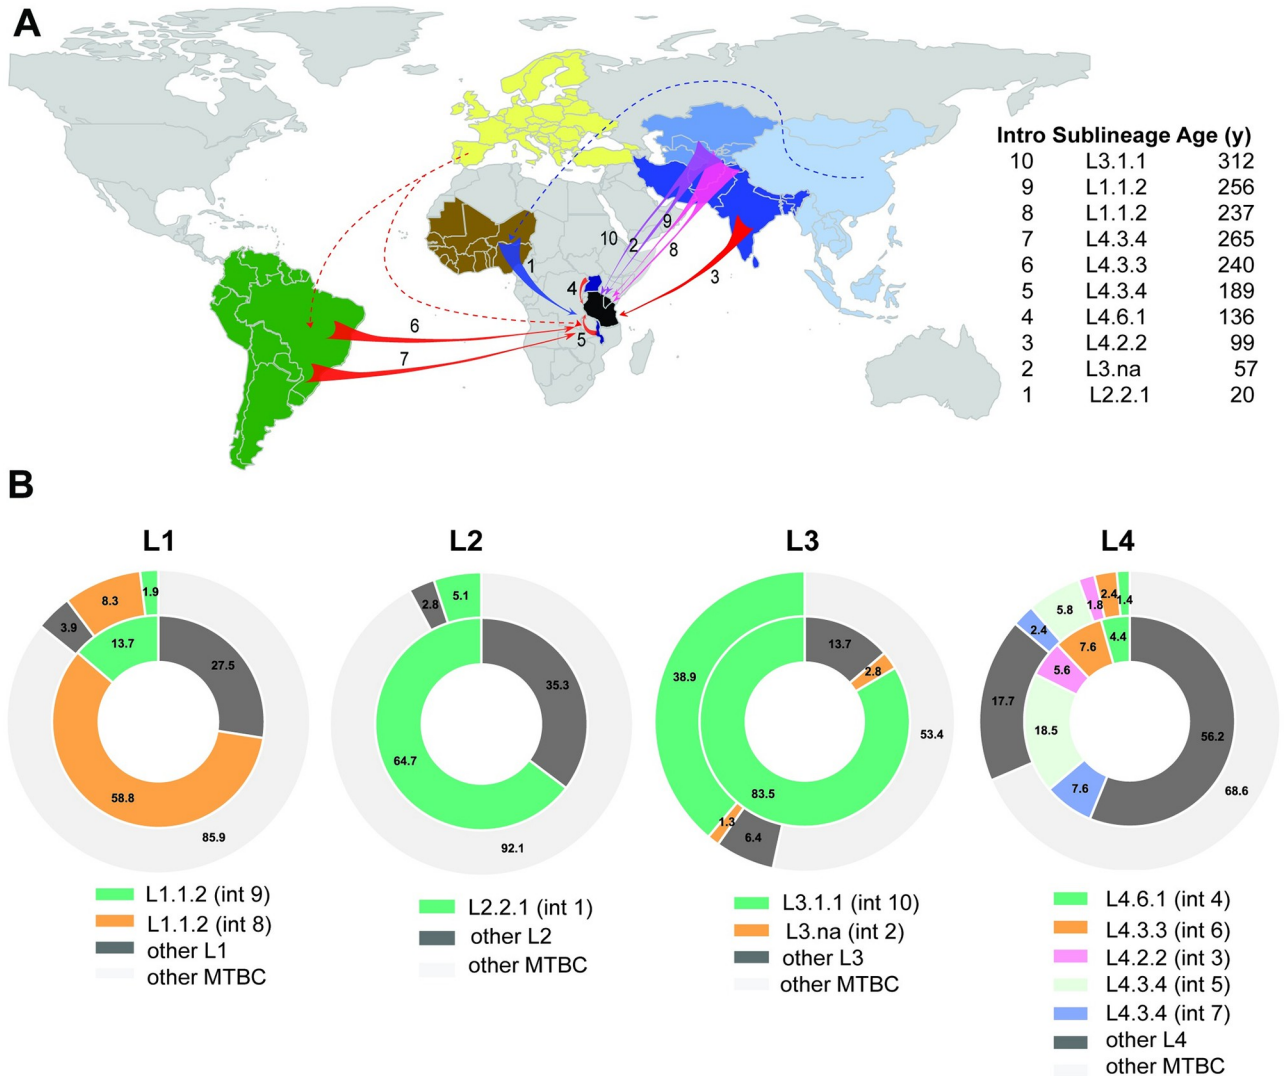 A
Intro Sublineage Age (y)
10 L3.1.1 312
9 L1.1.2 256
8 L1.1.2 237
7 L4.3.4 265
6 L4.3.3 240
5 L4.3.4 189
4 L4.6.1 136
3 L4.2.2 99
2 L3.na 57
1 L2.2.1 20
10
2
9
8
3
1
4
5
6
7
B
L1
1.9
8.3
3.9
13.7
27.5
58.8
85.9
L1.1.2 (int 9)
L1.1.2 (int 8)
other L1
other MTBC
L2
5.1
2.8
35.3
64.7
92.1
L2.2.1 (int 1)
other L2
other MTBC
L3
13.7
2.8
38.9
53.4
83.5
1.3
6.4
L3.1.1 (int 10)
L3.na (int 2)
other L3
other MTBC
L4
1.4
2.4
1.8
5.8
2.4
17.7
4.4
7.6
5.6
18.5
7.6
56.2
68.6
L4.6.1 (int 4)
L4.3.3 (int 6)
L4.2.2 (int 3)
L4.3.4 (int 5)
L4.3.4 (int 7)
other L4
other MTBC